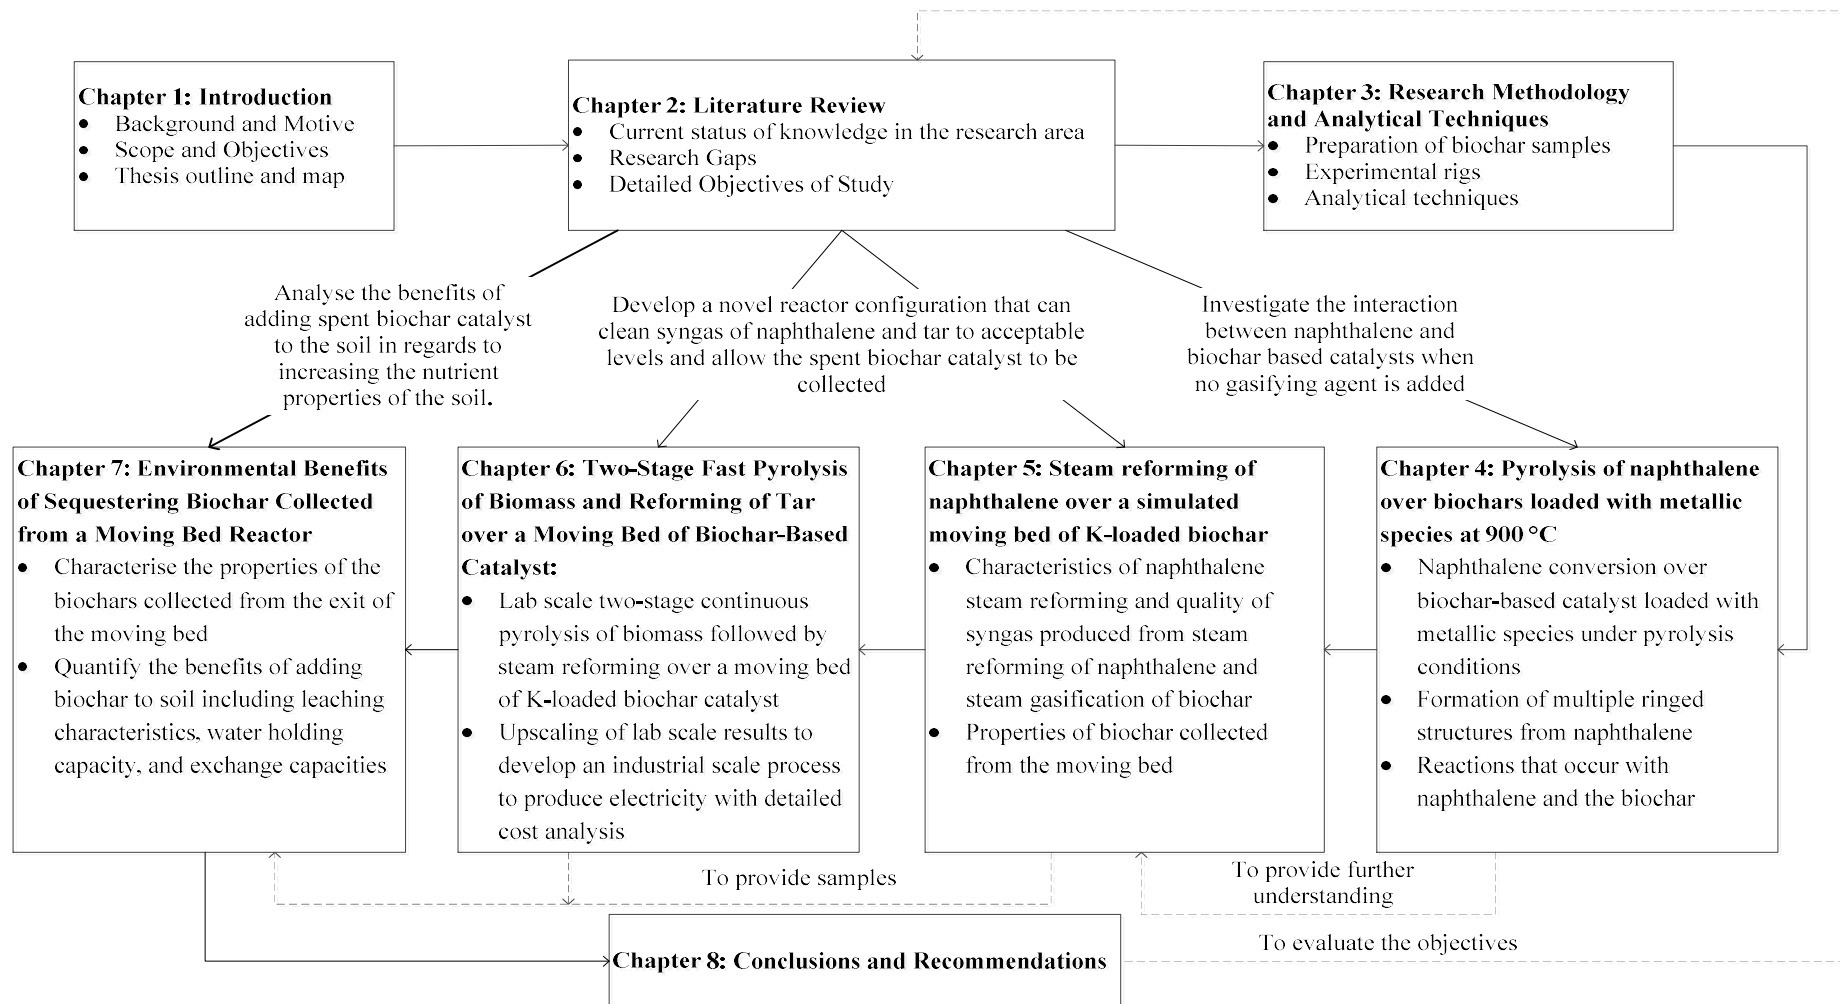 Chapter 1: Introduction
● Background and Motive
● Scope and Objectives
● Thesis outline and map
Chapter 2: Literature Review
● Current status of knowledge in the research area
● Research Gaps
● Detailed Objectives of Study
Chapter 3: Research Methodology
and Analytical Techniques
● Preparation of biochar samples
● Experimental rigs
● Analytical techniques
Analyse the benefits of
adding spent biochar catalyst
to the soil in regards to
increasing the nutrient
properties of the soil.
Develop a novel reactor configuration that can
clean syngas of naphthalene and tar to acceptable
levels and allow the spent biochar catalyst to be
collected
Investigate the interaction
between naphthalene and
biochar based catalysts when
no gasifying agent is added
Chapter 7: Environmental Benefits
of Sequestering Biochar Collected
from a Moving Bed Reactor
● Characterise the properties of the
biochars collected from the exit of
the moving bed
● Quantify the benefits of adding
biochar to soil including leaching
characteristics, water holding
capacity, and exchange capacities
Chapter 6: Two-Stage Fast Pyrolysis
of Biomass and Reforming of Tar
over a Moving Bed of Biochar-Based
Catalyst:
● Lab scale two-stage continuous
pyrolysis of biomass followed by
steam reforming over a moving bed
of K-loaded biochar catalyst
● Upscaling of lab scale results to
develop an industrial scale process
to produce electricity with detailed
cost analysis
Chapter 5: Steam reforming of
naphthalene over a simulated
moving bed of K-loaded biochar
● Characteristics of naphthalene
steam reforming and quality of
syngas produced from steam
reforming of naphthalene and
steam gasification of biochar
● Properties of biochar collected
from the moving bed
Chapter 4: Pyrolysis of naphthalene
over biochars loaded with metallic
species at 900 °C
● Naphthalene conversion over
biochar-based catalyst loaded with
metallic species under pyrolysis
conditions
● Formation of multiple ringed
structures from naphthalene
● Reactions that occur with
naphthalene and the biochar
To provide samples
To provide further
understanding
To evaluate the objectives
Chapter 8: Conclusions and Recommendations